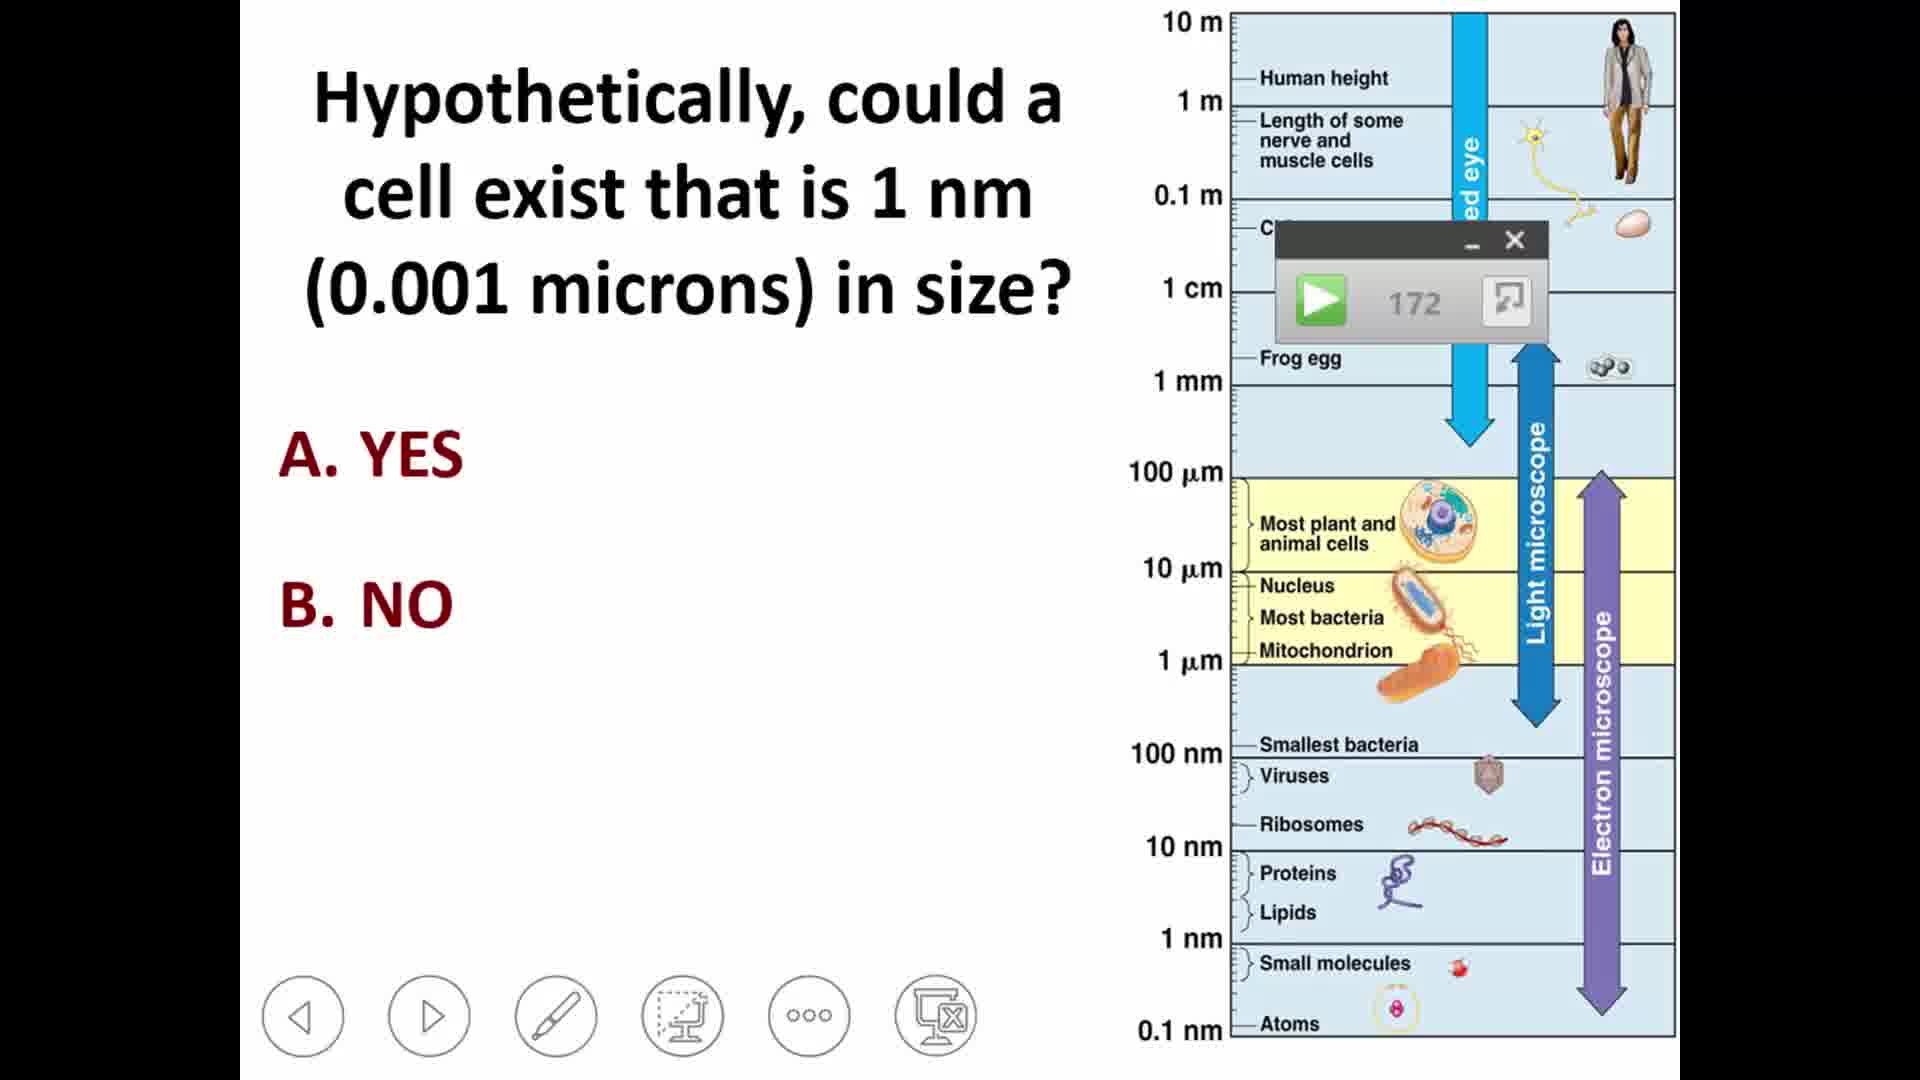 Hypothetically, could a
cell exist that is 1 nm
(0.001 microns) in size?
A. YES
B. NO
10 m
Human height
1 m
Length of some
nerve and
muscle cells
0.1 m
1 cm
172
Frog egg
1 mm
100 µm
Most plant and
animal cells
10 µm
Nucleus
Most bacteria
Mitochondrion
1 µm
Smallest bacteria
100 nm
Viruses
Ribosomes
10 nm
Proteins
Lipids
1 nm
Small molecules
Atoms
0.1 nm
ed eye
Light microscope
Electron microscope